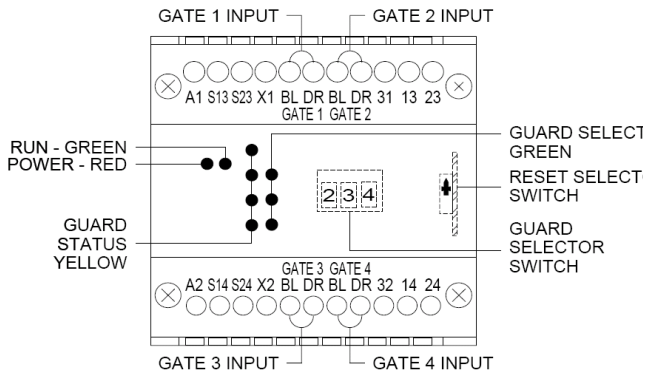 GATE 1 INPUT
GATE 2 INPUT
A1 S13 S23 X1 BL DR BL DR 31 13 23
GATE 1 GATE 2
RUN - GREEN
POWER - RED
GUARD STATUS YELLOW
2 3 4
GUARD SELECT
GREEN
RESET SELECT
SWITCH
GUARD
SELECTOR
SWITCH
GATE 3 GATE 4
A2 S14 S24 X2 BL DR BL DR 32 14 24
GATE 3 INPUT
GATE 4 INPUT